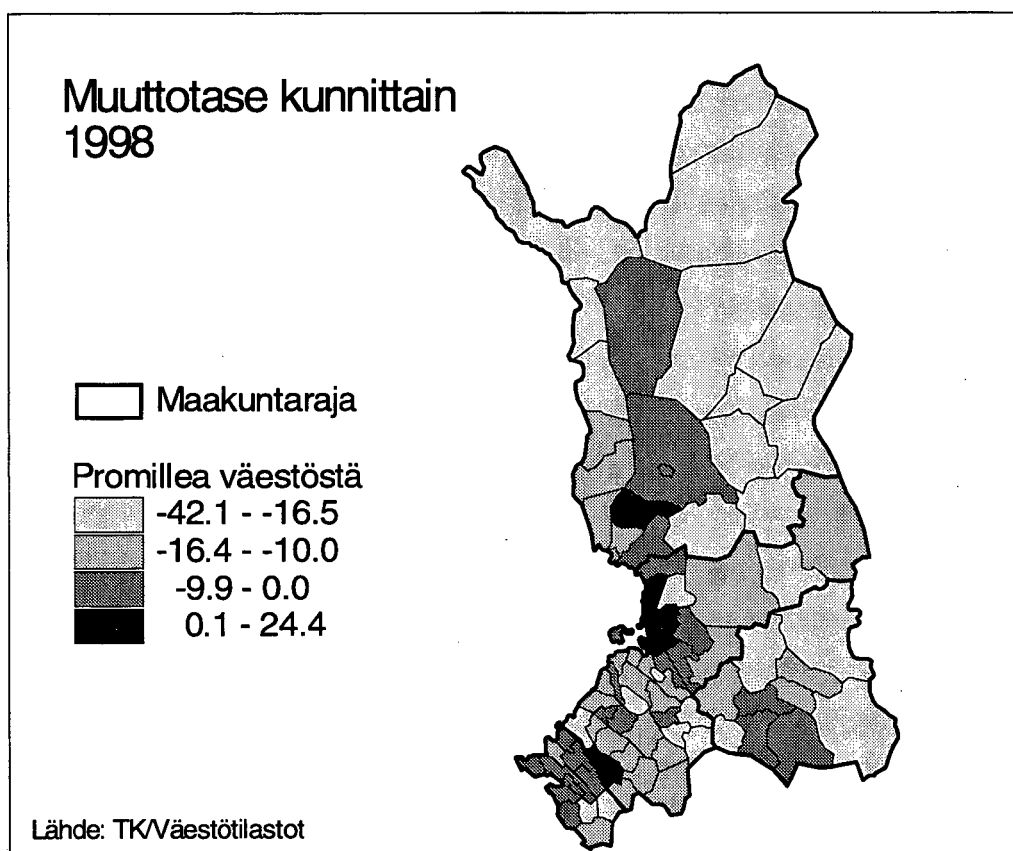 Muuttotase kunnittain
1998
Maakuntaraja
Promillea väestöstä
-42.1 - -16.5
-16.4 - -10.0
-9.9 - 0.0
0.1 - 24.4
Lähde: TK/Väestötilastot